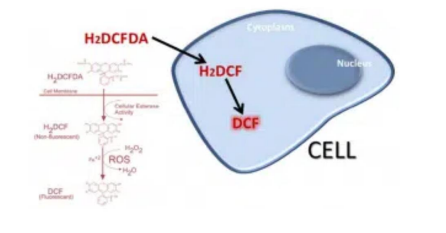 H₂DCFDA
Cytoplasm
Nucleus
H₂DCF
DCF
CELL
H₂DCFDA
Cell Membrane
Cellular Esterase
Activity
H₂DCF
(Non-fluorescent)
H₂O₂
ROS
H₂O
DCF
(Fluorescent)